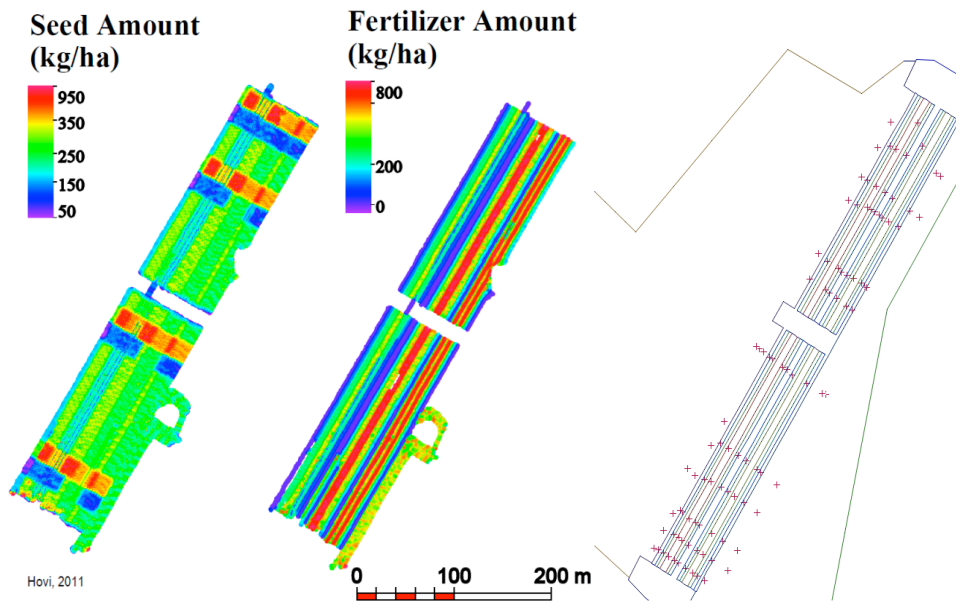 Seed Amount
(kg/ha)
950
350
250
150
50
Fertilizer Amount
(kg/ha)
800
200
0
Hovi, 2011
0 100 200 m